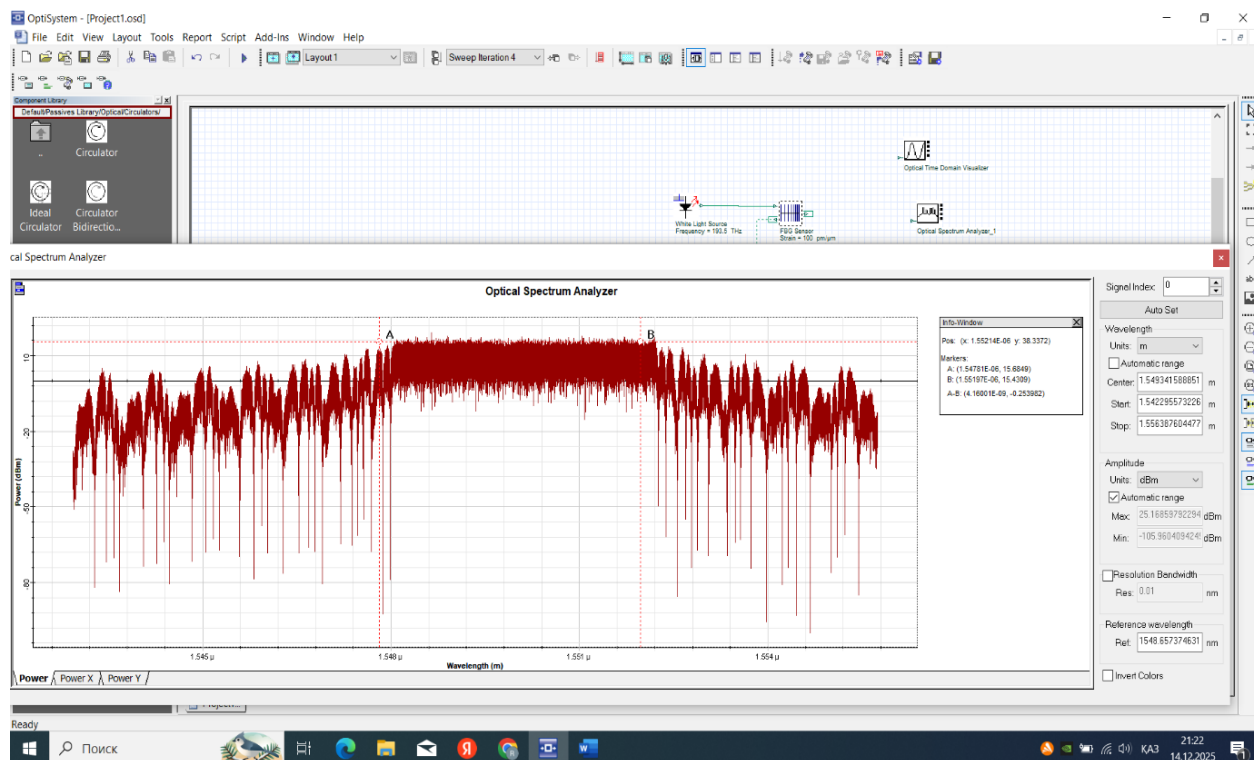 OptiSystem - [Project1.osd]
File Edit View Layout Tools Report Script Add-Ins Window Help
Layout 1
Sweep Iteration 4
Component Library
Default/Passives Library/Optical/Circulators/
..
Circulator
Ideal Circulator
Circulator Bidirectio...
Optical Time Domain Visualizer
White Light Source
Frequency = 193.5 THz
FBG Sensor
Strain = 100 pm/µm
Optical Spectrum Analyzer_1
cal Spectrum Analyzer
Optical Spectrum Analyzer
A
B
Power (dBm)
10
-20
-50
-80
1.545 µ
1.548 µ
1.551 µ
1.554 µ
Wavelength (m)
Power
Power X
Power Y
Info-Window
Pos: (x: 1.55214E-06 y: 38.3372)
Markers:
A: (1.54781E-06, 15.6849)
B: (1.55197E-06, 15.4309)
A-B: (4.16001E-09, -0.253982)
Signal Index: 0
Auto Set
Wavelength
Units: m
Automatic range
Center: 1.549341588851 m
Start: 1.542295573226 m
Stop: 1.556387604477 m
Amplitude
Units: dBm
Automatic range
Max: 25.16859792294 dBm
Min: -105.960409424 dBm
Resolution Bandwidth
Res: 0.01 nm
Reference wavelength
Ref: 1548.657374631 nm
Invert Colors
Ready
Поиск
ҚАЗ
21:22
14.12.2025